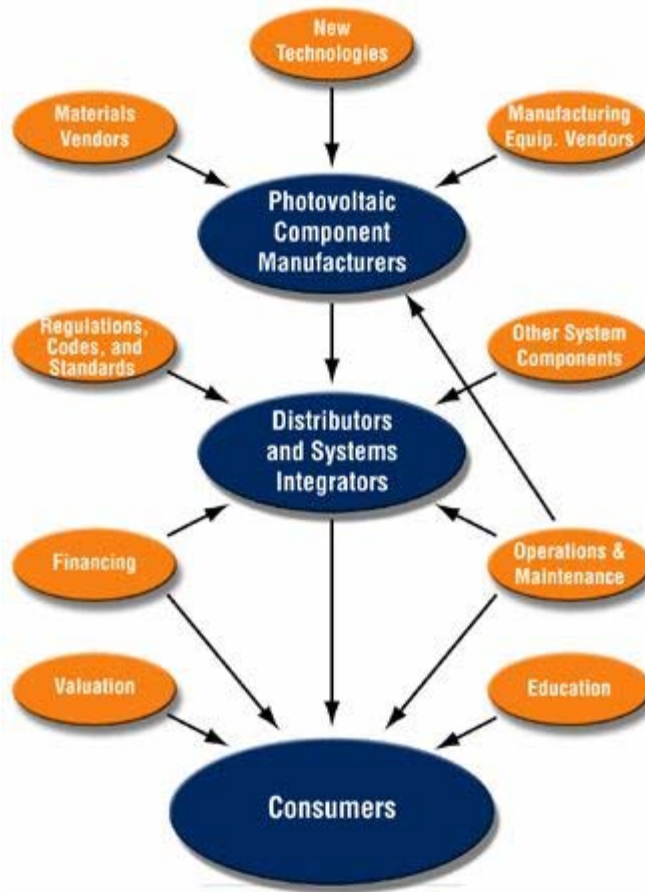 New
Technologies
Materials
Vendors
Manufacturing
Equip. Vendors
Photovoltaic
Component
Manufacturers
Regulations,
Codes, and
Standards
Other System
Components
Distributors
and Systems
Integrators
Financing
Operations &
Maintenance
Valuation
Education
Consumers